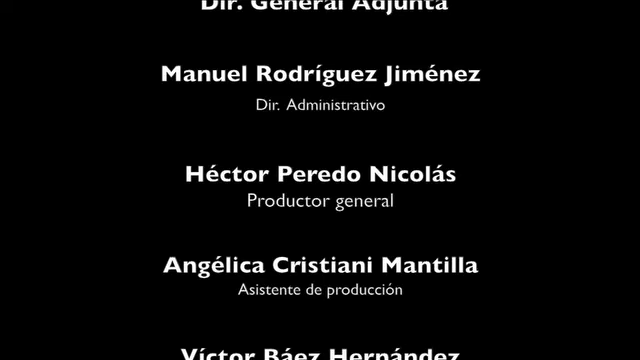 Dir. General Adjunta
Manuel Rodríguez Jiménez
Dir. Administrativo
Héctor Peredo Nicolás
Productor general
Angélica Cristiani Mantilla
Asistente de producción
Víctor Báez Hernández